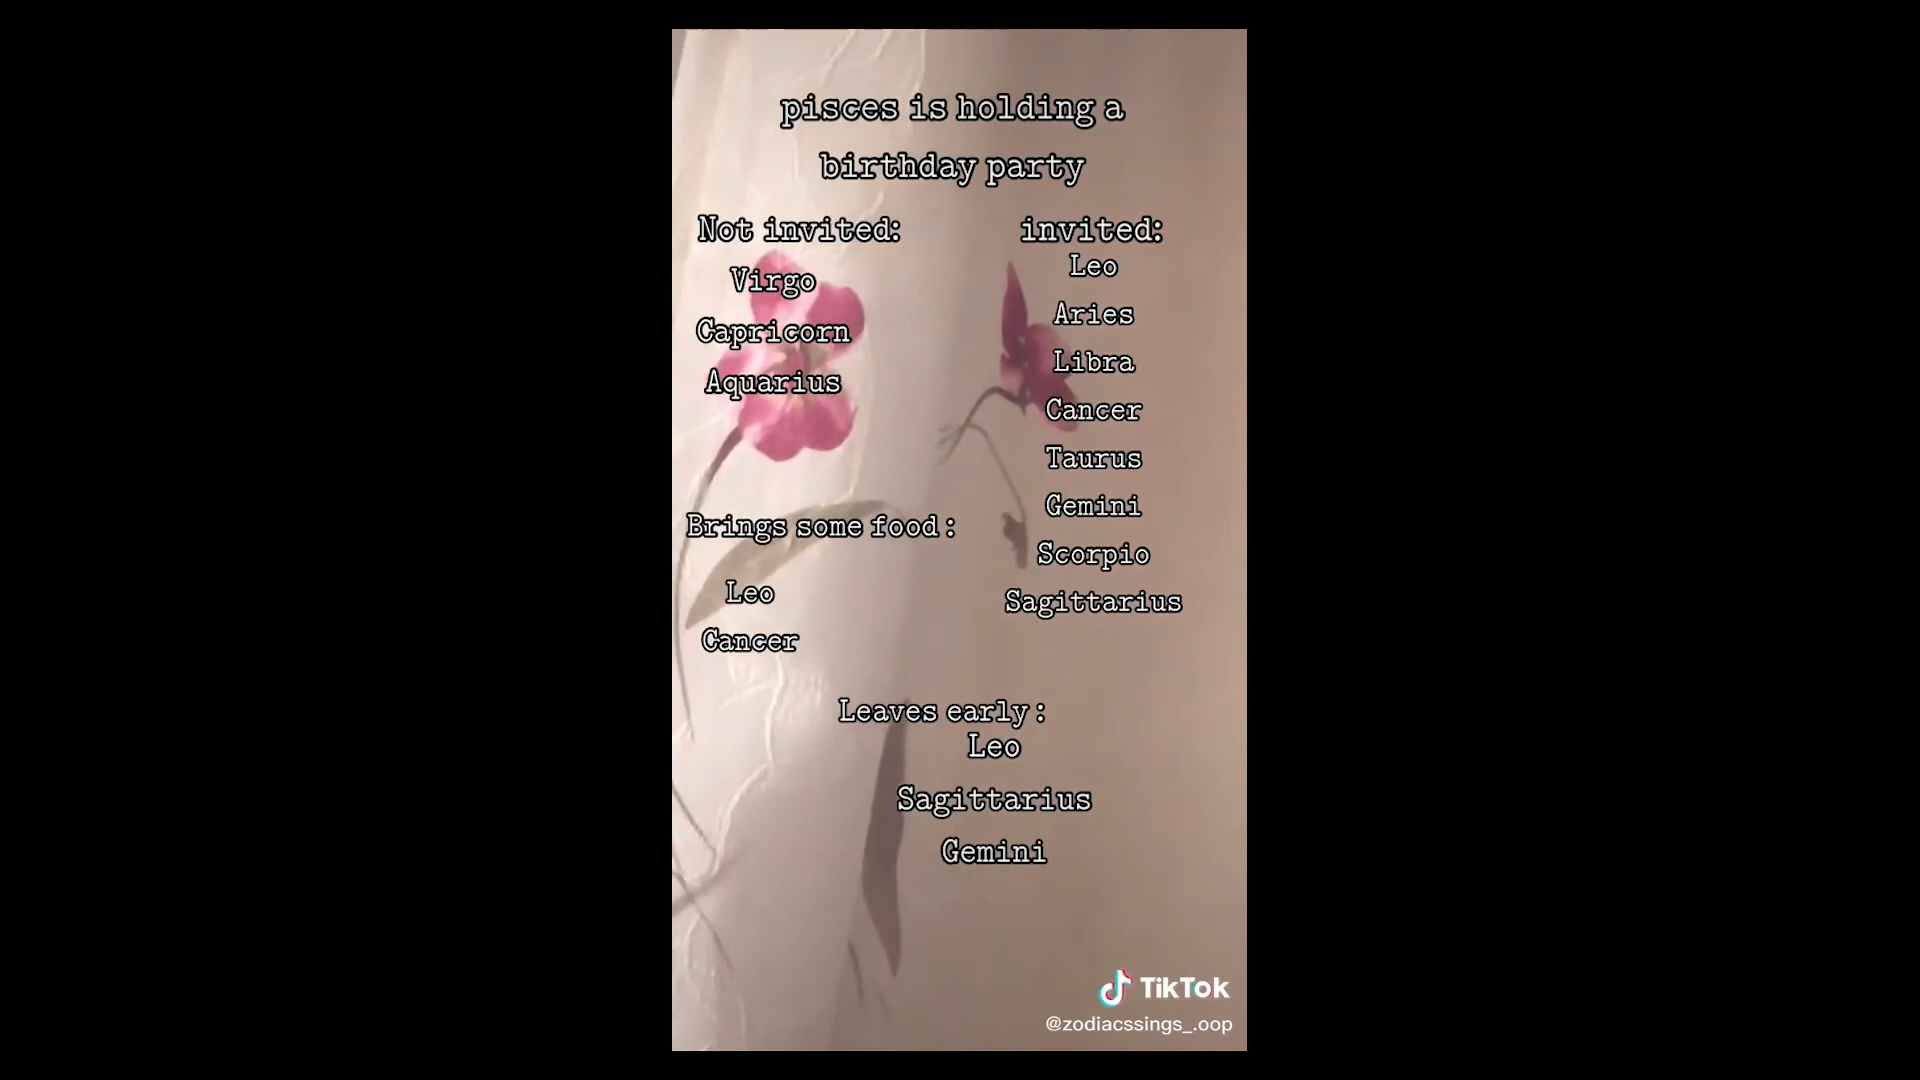 pisces is holding a
birthday party
Not invited:
Virgo
Capricorn
Aquarius
invited:
Leo
Aries
Libra
Cancer
Taurus
Gemini
Scorpio
Sagittarius
Brings some food:
Leo
Cancer
Leaves early:
Leo
Sagittarius
Gemini
TikTok
@zodiacssings_.oop